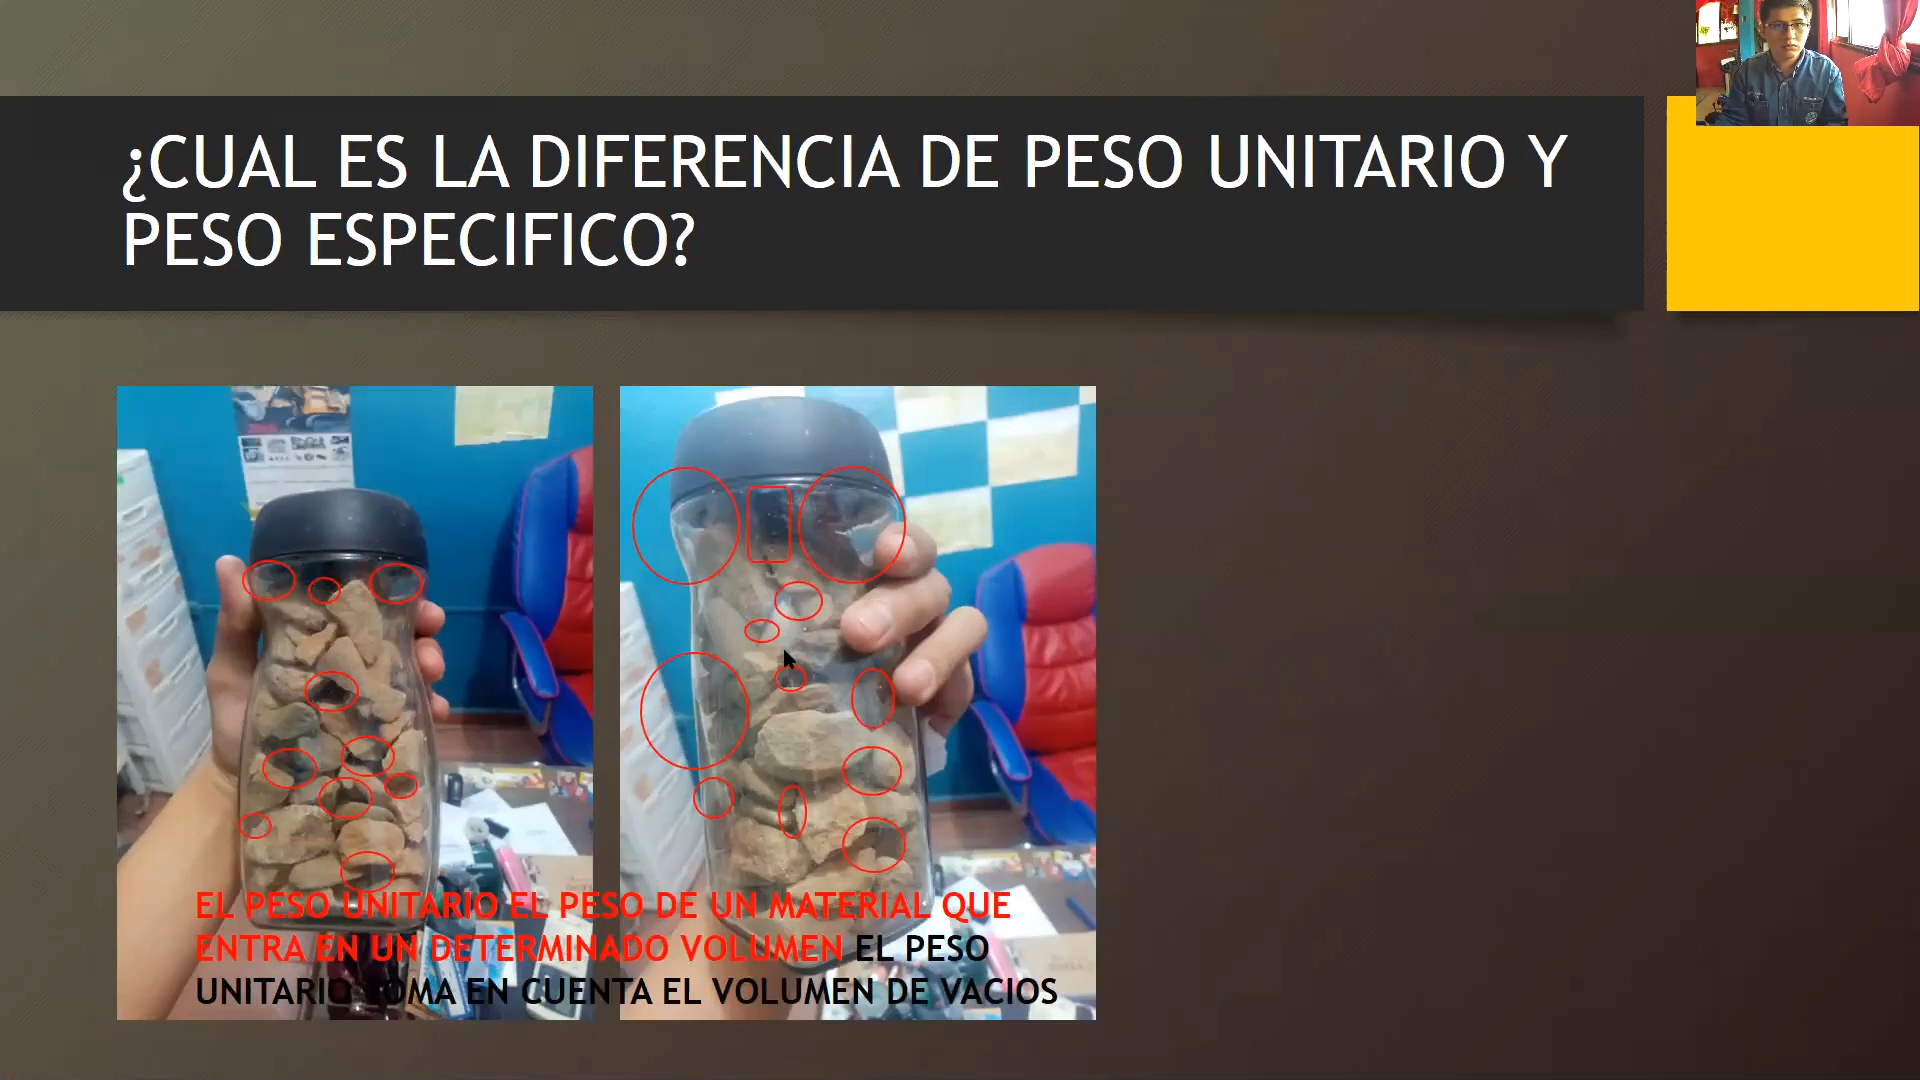 ¿CUAL ES LA DIFERENCIA DE PESO UNITARIO Y
PESO ESPECIFICO?
EL PESO UNITARIO EL PESO DE UN MATERIAL QUE
ENTRA EN UN DETERMINADO VOLUMEN EL PESO
UNITARIO TOMA EN CUENTA EL VOLUMEN DE VACIOS